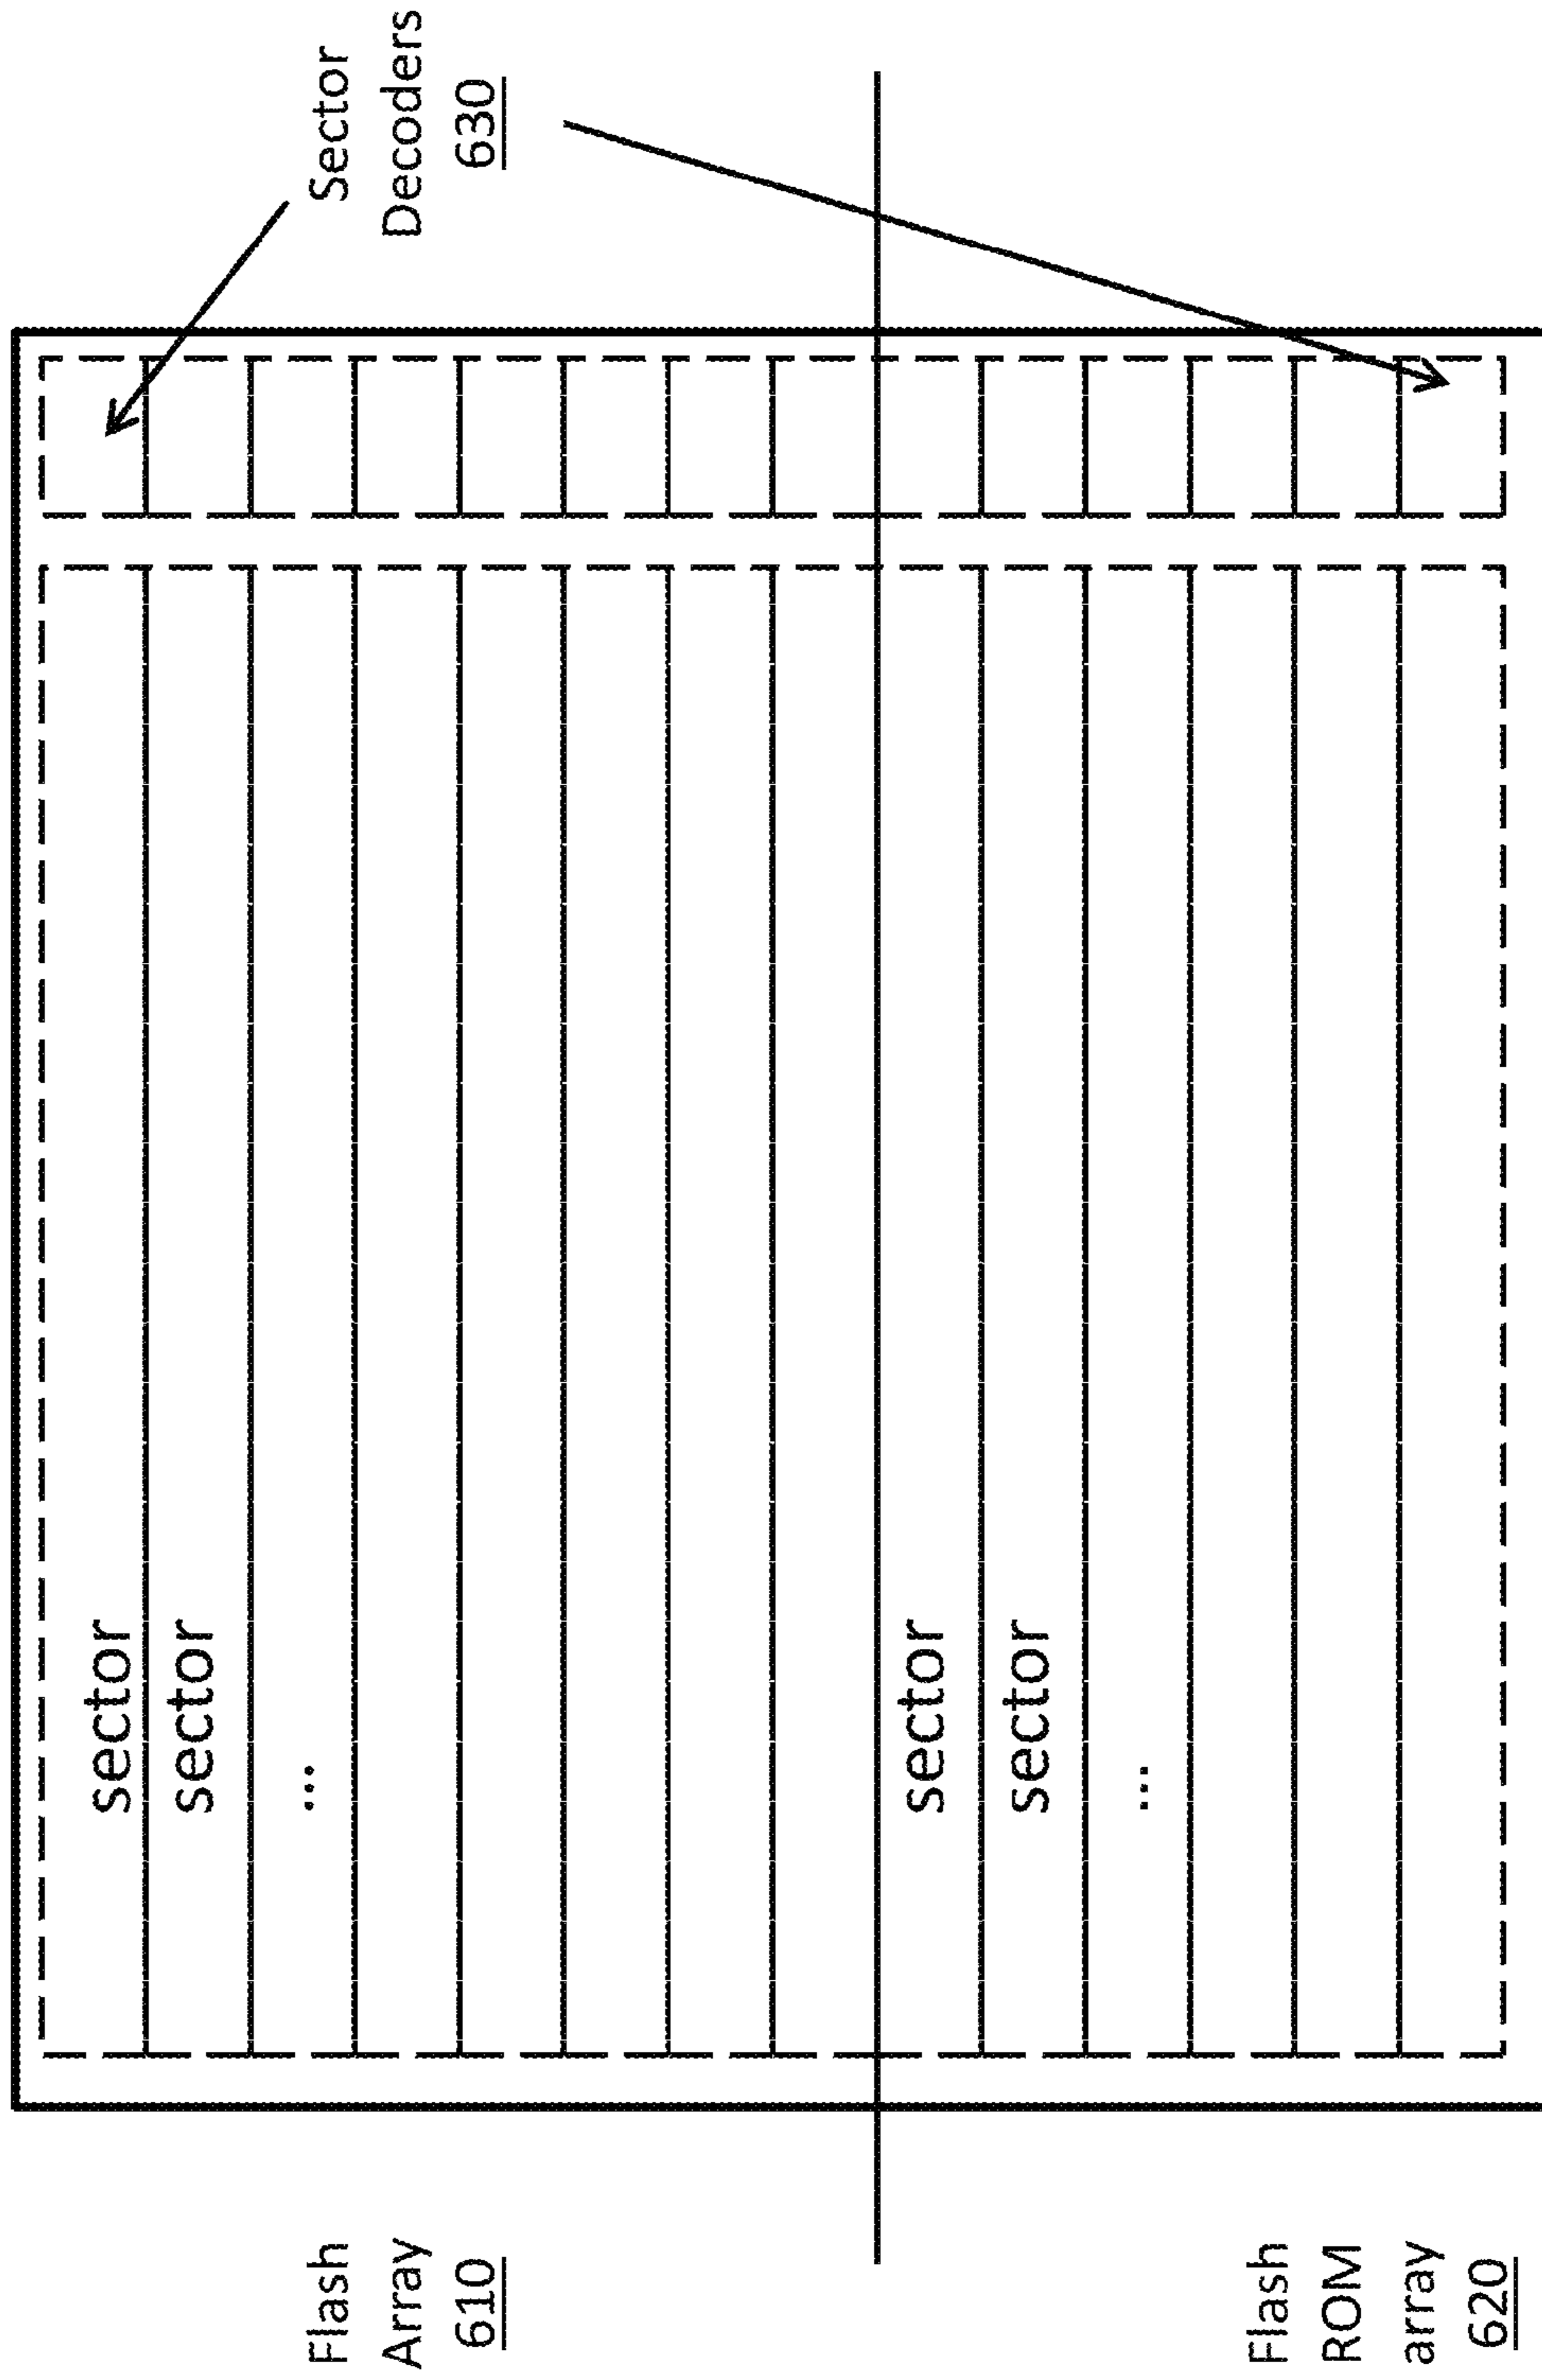 Sector
Decoders
630
sector
sector
...
sector
sector
...
Flash
Array
610
Flash
ROM
array
620